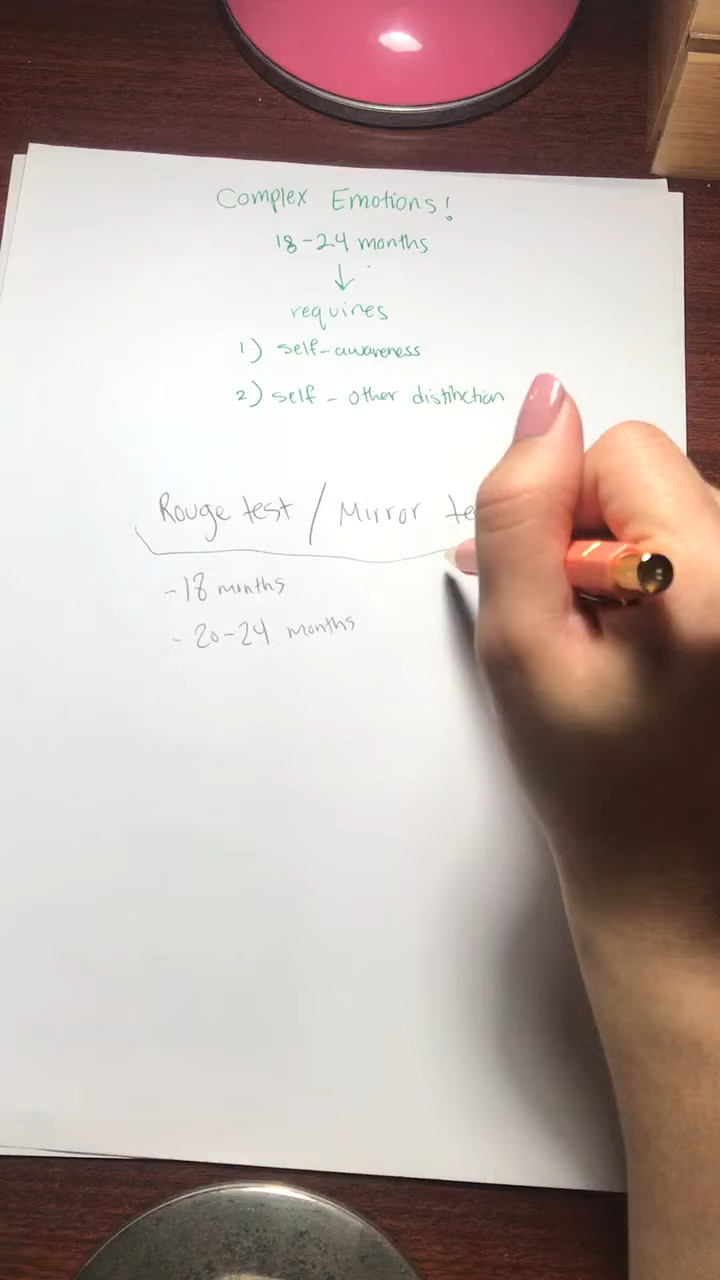 Complex Emotions!
18-24 months
↓
requires
1) self-awareness
2) self - other distinction
Rouge test / Mirror te
- 18 months
- 20-24 months